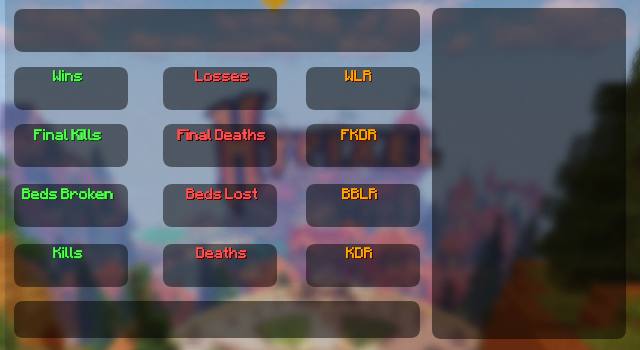 Wins Losses WLR
Final Kills Final Deaths FKDR
Beds Broken Beds Lost BBLR
Kills Deaths KDR